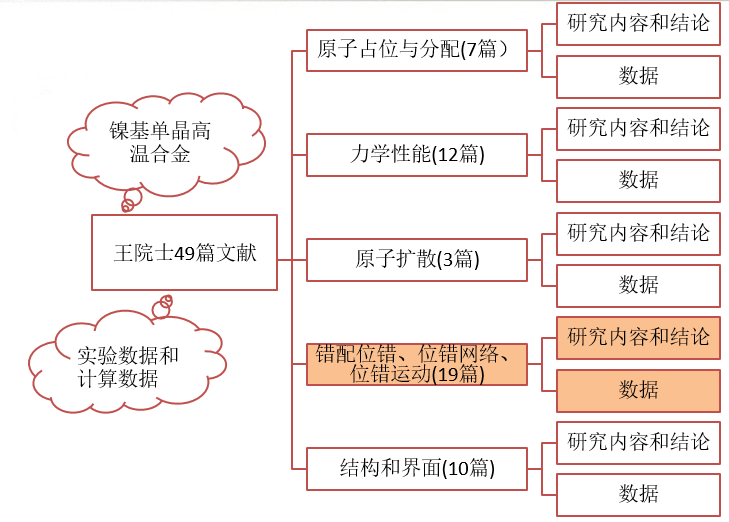 镍基单晶高
温合金
王院士49篇文献
实验数据和
计算数据
原子占位与分配(7篇）
研究内容和结论
数据
力学性能(12篇)
研究内容和结论
数据
原子扩散(3篇)
研究内容和结论
数据
错配位错、位错网络、
位错运动(19篇)
研究内容和结论
数据
结构和界面(10篇)
研究内容和结论
数据